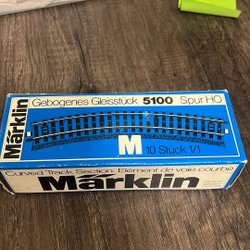 Märklin
Gebogenes Gleisstück 5100 Spur HO
M
10 Stück 1/1
Curved Track Section. Elément de voie courbe
Märklin